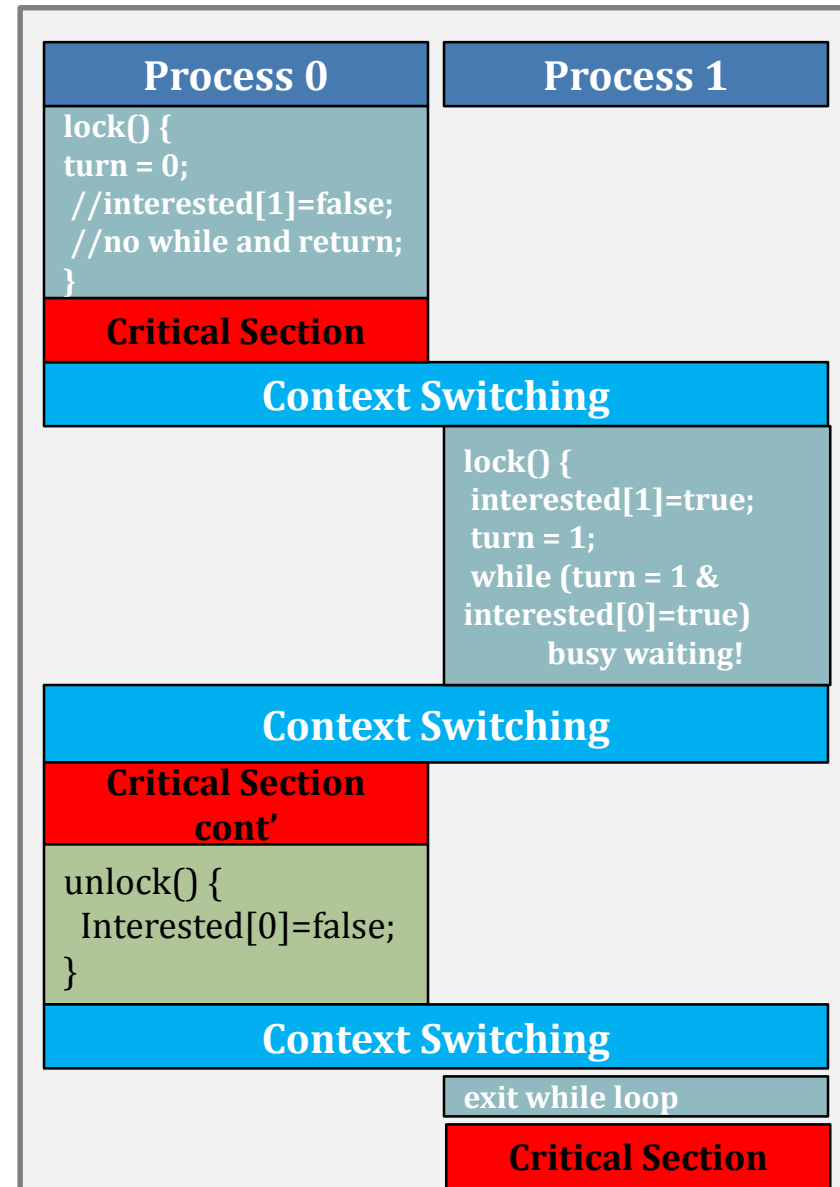 Process 0
Process 1
lock() {
turn = 0;
//interested[1]=false;
//no while and return;
}
Critical Section
Context Switching
lock() {
interested[1]=true;
turn = 1;
while (turn = 1 &
interested[0]=true)
busy waiting!
Context Switching
Critical Section
cont’
unlock() {
Interested[0]=false;
}
Context Switching
exit while loop
Critical Section